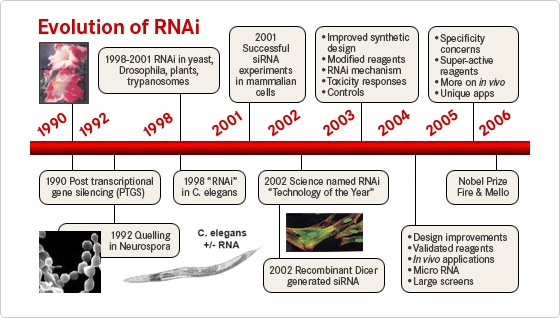 Evolution of RNAi
1998-2001 RNAi in yeast,
Drosophila, plants,
trypanosomes
2001
Successful
siRNA
experiments
in mammalian
cells
• Improved synthetic
design
• Modified reagents
• RNAi mechanism
• Toxicity responses
• Controls
• Specificity
concerns
• Super-active
reagents
• More on in vivo
• Unique apps
1990
1992
1998
2001
2002
2003
2004
2005
2006
1990 Post transcriptional
gene silencing (PTGS)
1998 “RNAi”
in C. elegans
2002 Science named RNAi
“Technology of the Year”
Nobel Prize
Fire & Mello
1992 Quelling
in Neurospora
C. elegans
+/- RNA
2002 Recombinant Dicer
generated siRNA
• Design improvements
• Validated reagents
• In vivo applications
• Micro RNA
• Large screens